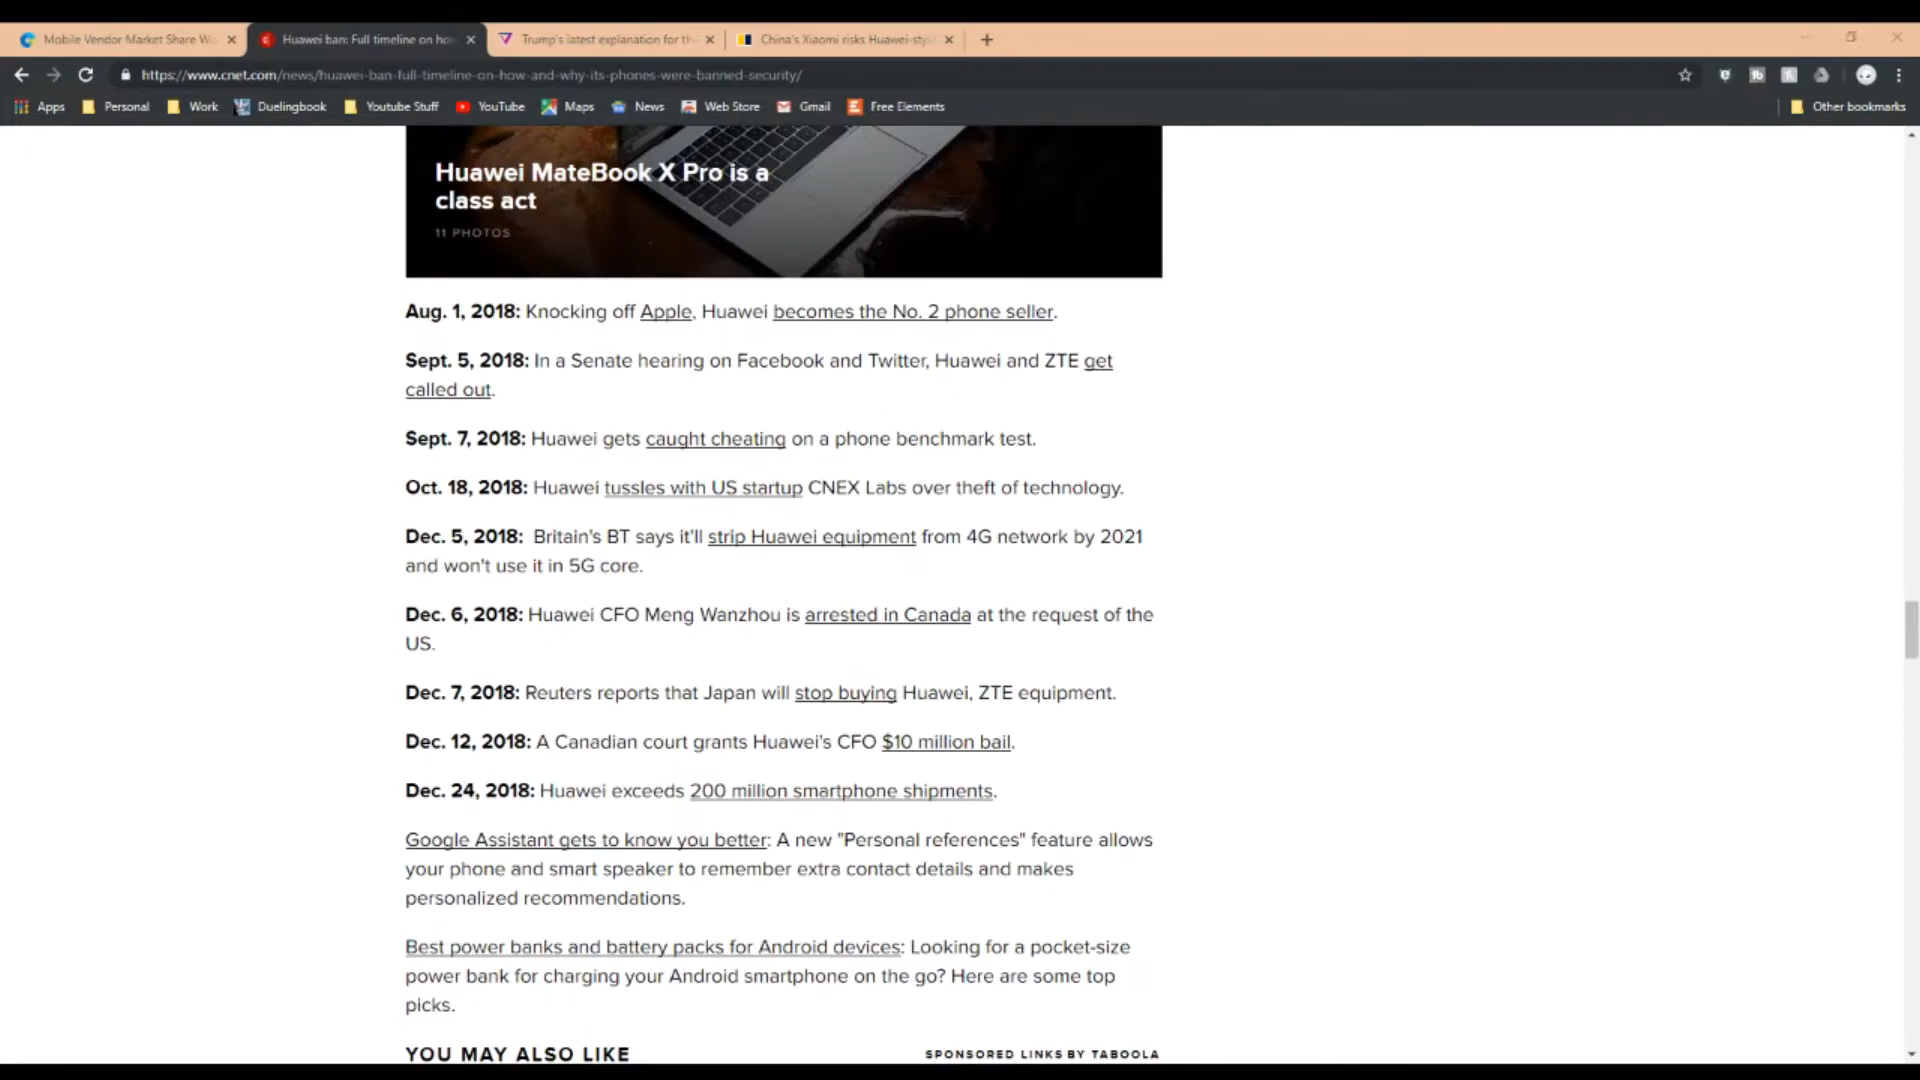 Mobile Vendor Market Share Wo
Huawei ban: Full timeline on ho
Trump's latest explanation for th
China's Xiaomi risks Huawei-sty
https://www.cnet.com/news/huawei-ban-full-timeline-on-how-and-why-its-phones-were-banned-security/
Apps Personal Work Duelingbook Youtube Stuff YouTube Maps News Web Store Gmail Free Elements Other bookmarks
Huawei MateBook X Pro is a
class act
11 PHOTOS
Aug. 1, 2018: Knocking off Apple, Huawei becomes the No. 2 phone seller.
Sept. 5, 2018: In a Senate hearing on Facebook and Twitter, Huawei and ZTE get
called out.
Sept. 7, 2018: Huawei gets caught cheating on a phone benchmark test.
Oct. 18, 2018: Huawei tussles with US startup CNEX Labs over theft of technology.
Dec. 5, 2018: Britain's BT says it'll strip Huawei equipment from 4G network by 2021
and won't use it in 5G core.
Dec. 6, 2018: Huawei CFO Meng Wanzhou is arrested in Canada at the request of the
US.
Dec. 7, 2018: Reuters reports that Japan will stop buying Huawei, ZTE equipment.
Dec. 12, 2018: A Canadian court grants Huawei's CFO $10 million bail.
Dec. 24, 2018: Huawei exceeds 200 million smartphone shipments.
Google Assistant gets to know you better: A new "Personal references" feature allows
your phone and smart speaker to remember extra contact details and makes
personalized recommendations.
Best power banks and battery packs for Android devices: Looking for a pocket-size
power bank for charging your Android smartphone on the go? Here are some top
picks.
YOU MAY ALSO LIKE
SPONSORED LINKS BY TABOOLA